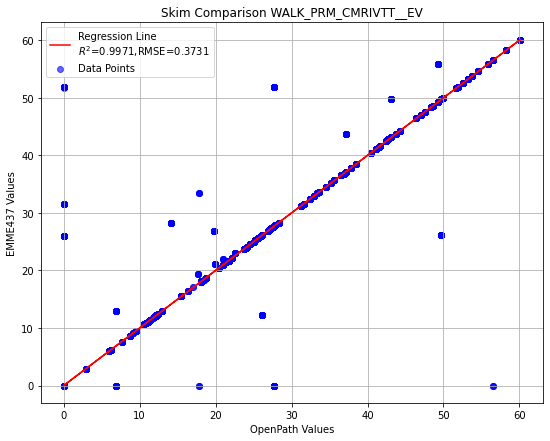 Skim Comparison WALK_PRM_CMRIVTT__EV
Regression Line
R²=0.9971,RMSE=0.3731
Data Points
60
50
40
30
20
10
0
EMME437 Values
0 10 20 30 40 50 60
OpenPath Values